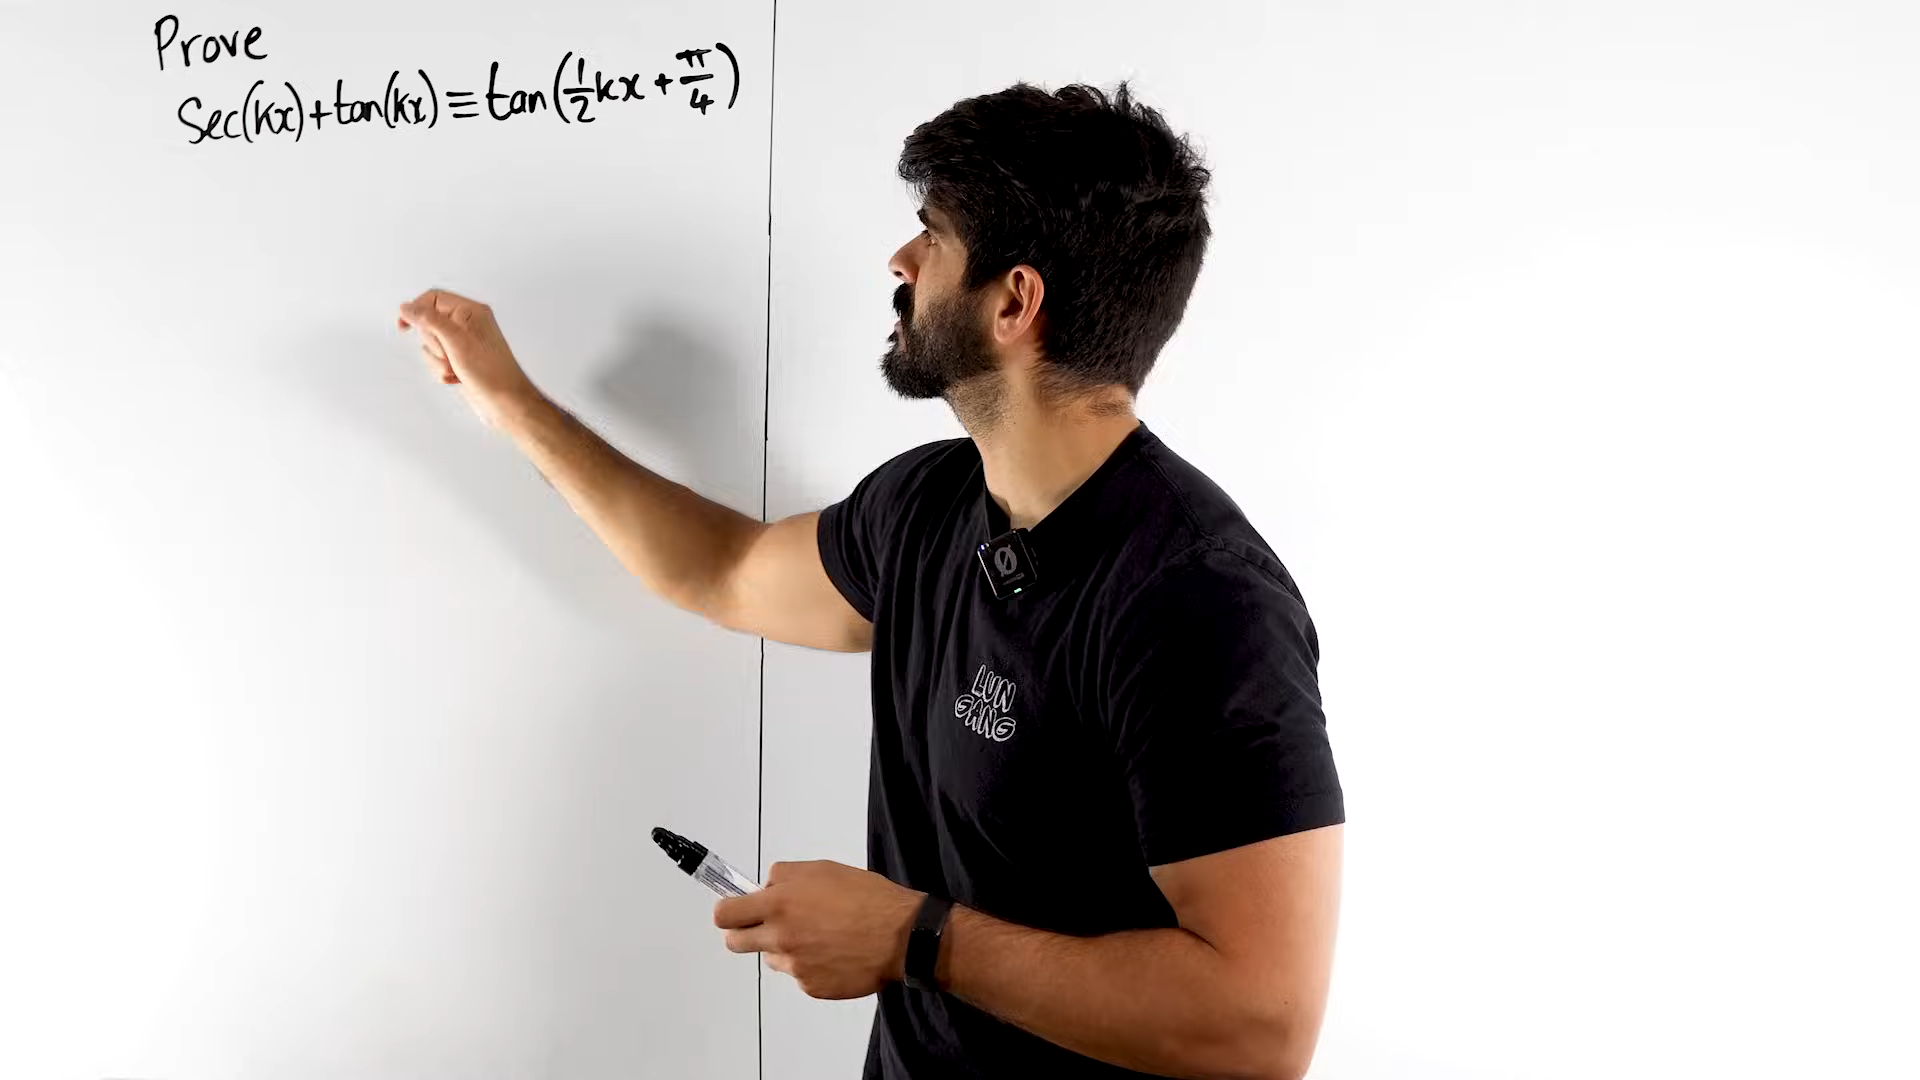 Prove
Sec(kx)+tan(kx)≡tan(½kx+π/4)
LUN
GANG